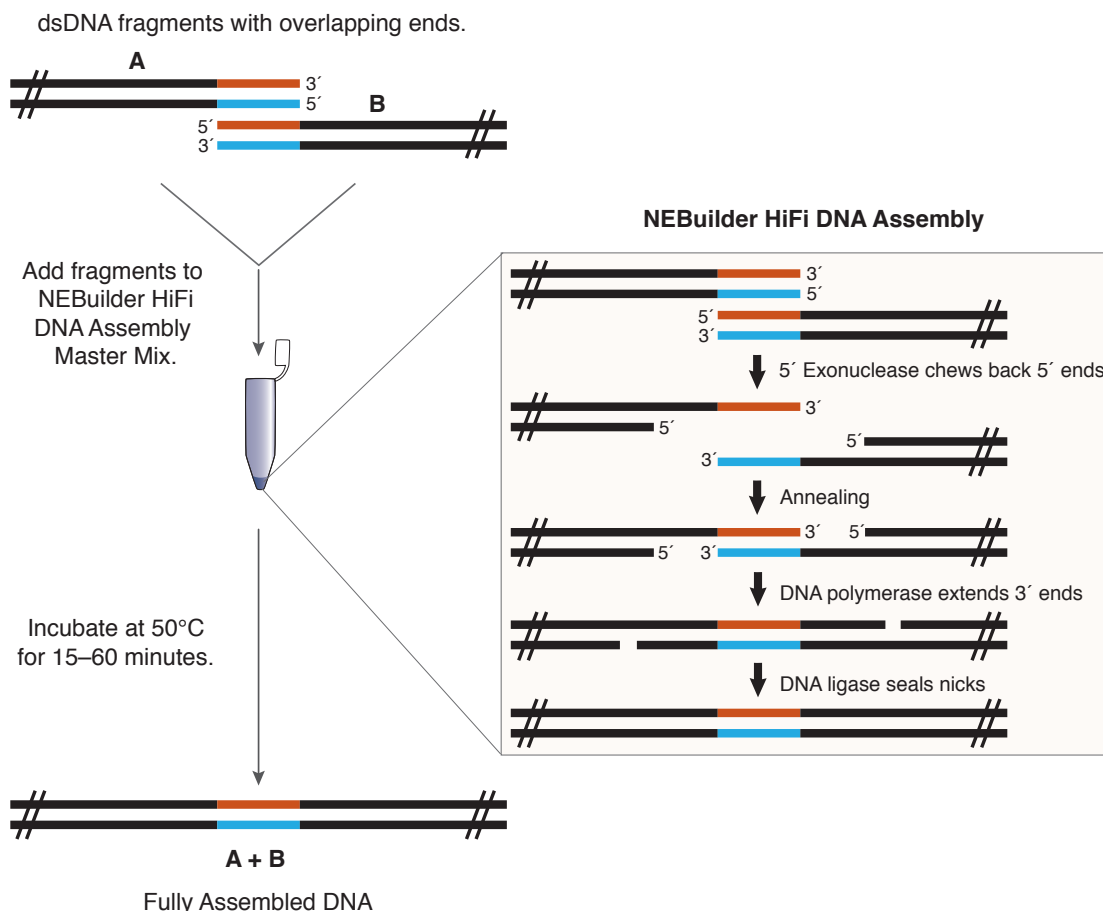 dsDNA fragments with overlapping ends.
A
3´
5´
B
5´
3´
Add fragments to
NEBuilder HiFi
DNA Assembly
Master Mix.
Incubate at 50°C
for 15–60 minutes.
A + B
Fully Assembled DNA
NEBuilder HiFi DNA Assembly
3´
5´
5´
3´
5´ Exonuclease chews back 5´ ends
3´
5´
5´
3´
Annealing
3´ 5´
5´ 3´
DNA polymerase extends 3´ ends
DNA ligase seals nicks